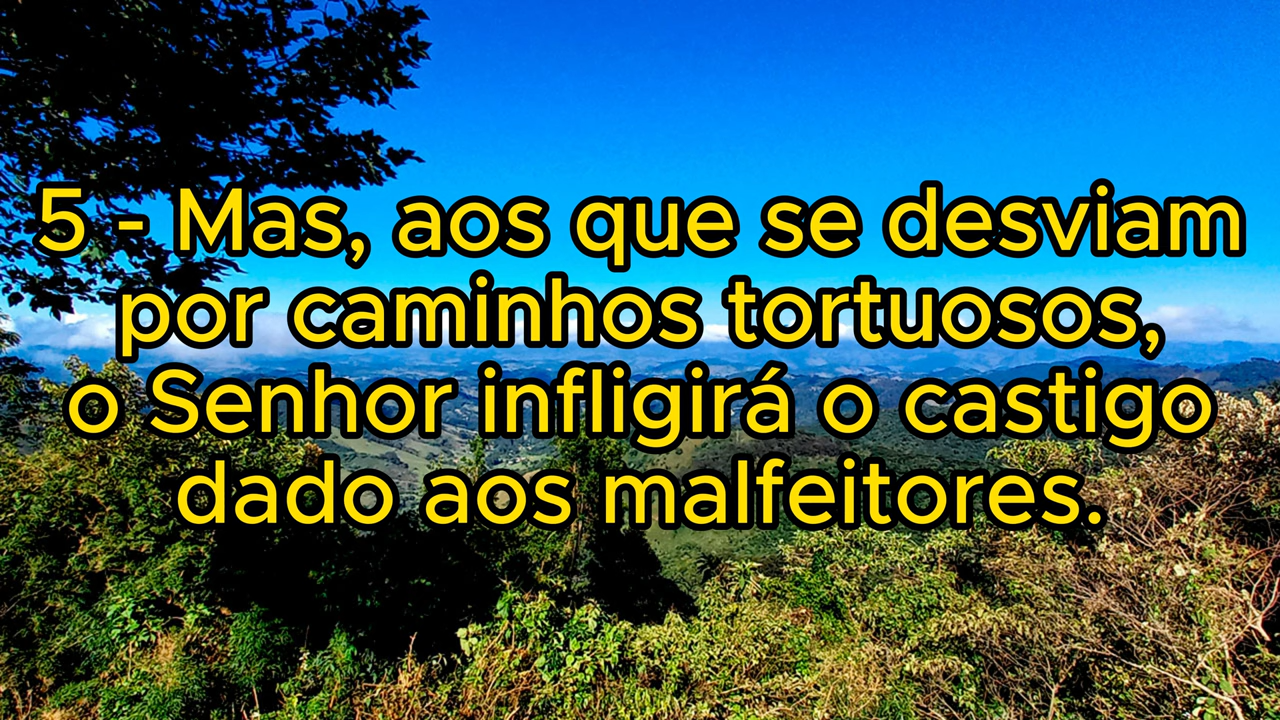 5 - Mas, aos que se desviam
por caminhos tortuosos,
o Senhor infligirá o castigo
dado aos malfeitores.